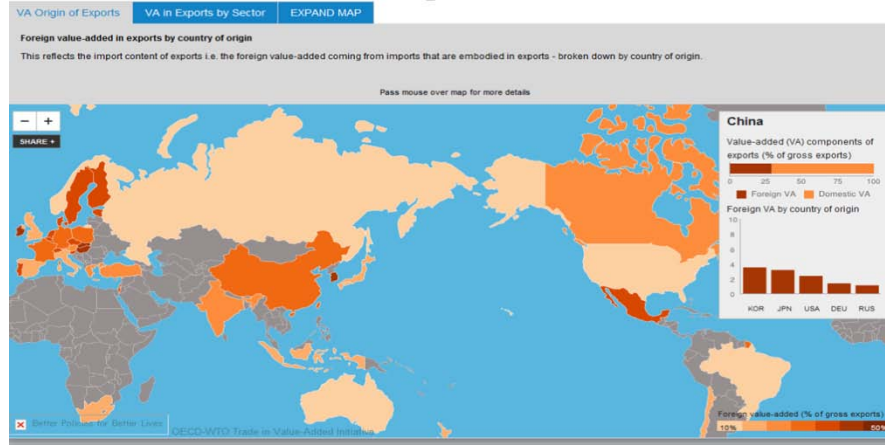 VA Origin of Exports
VA in Exports by Sector
EXPAND MAP
Foreign value-added in exports by country of origin
This reflects the import content of exports i.e. the foreign value-added coming from imports that are embodied in exports - broken down by country of origin.
Pass mouse over map for more details
− +
SHARE +
China
Value-added (VA) components of
exports (% of gross exports)
0 25 50 75 100
Foreign VA Domestic VA
Foreign VA by country of origin
10
8
6
4
2
0
KOR JPN USA DEU RUS
Better Policies for Better Lives
OECD-WTO Trade in Value-Added Initiative
Foreign value-added (% of gross exports)
10% 50%